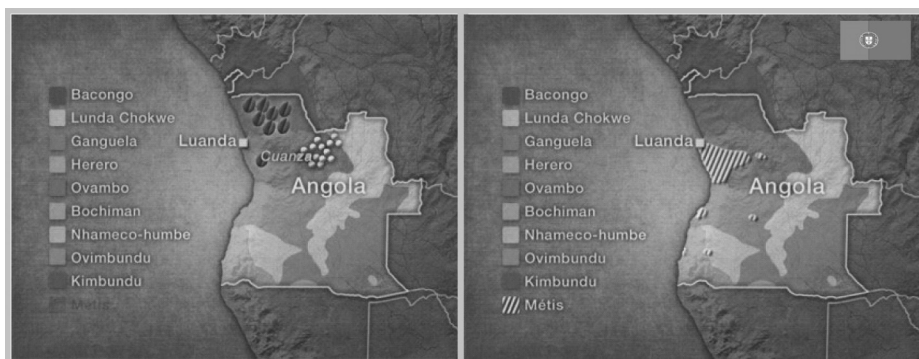 Bacongo
Lunda Chokwe
Ganguela
Herero
Ovambo
Bochiman
Nhameco-humbe
Ovimbundu
Kimbundu
Métis
Luanda
Cuanza
Angola
Bacongo
Lunda Chokwe
Ganguela
Herero
Ovambo
Bochiman
Nhameco-humbe
Ovimbundu
Kimbundu
Métis
Luanda
Angola